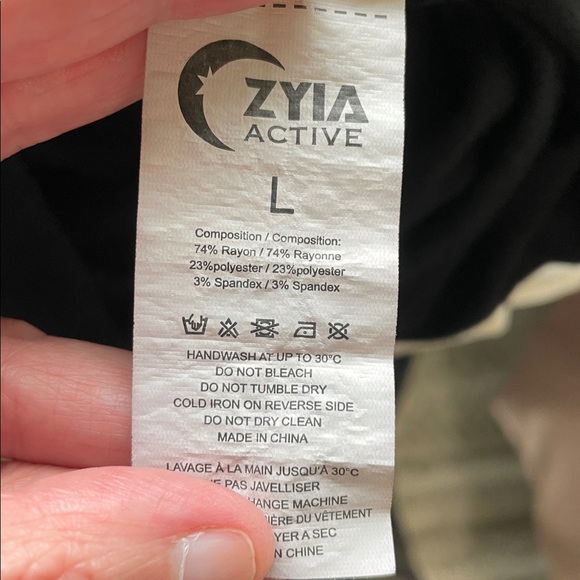 ZYIA
ACTIVE
L
Composition / Composition:
74% Rayon / 74% Rayonne
23%polyester / 23%polyester
3% Spandex / 3% Spandex
HANDWASH AT UP TO 30°C
DO NOT BLEACH
DO NOT TUMBLE DRY
COLD IRON ON REVERSE SIDE
DO NOT DRY CLEAN
MADE IN CHINA
LAVAGE À LA MAIN JUSQU'À 30°C
PAS JAVELLISER
MACHINE
DU VÊTEMENT
A SEC
CHINE